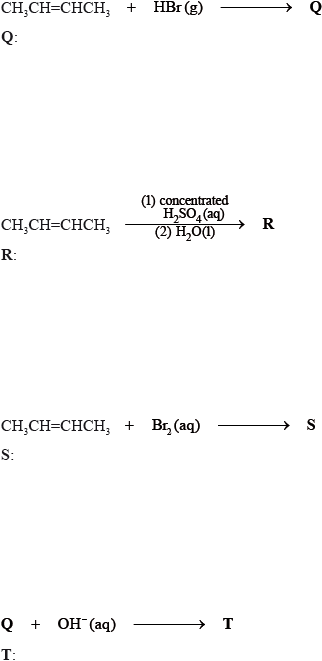 CH₃CH=CHCH₃ + HBr (g) ⟶ Q
Q:
(1) concentrated
H₂SO₄(aq)
CH₃CH=CHCH₃ ⟶ R
(2) H₂O(l)
R:
CH₃CH=CHCH₃ + Br₂(aq) ⟶ S
S:
Q + OH⁻(aq) ⟶ T
T: